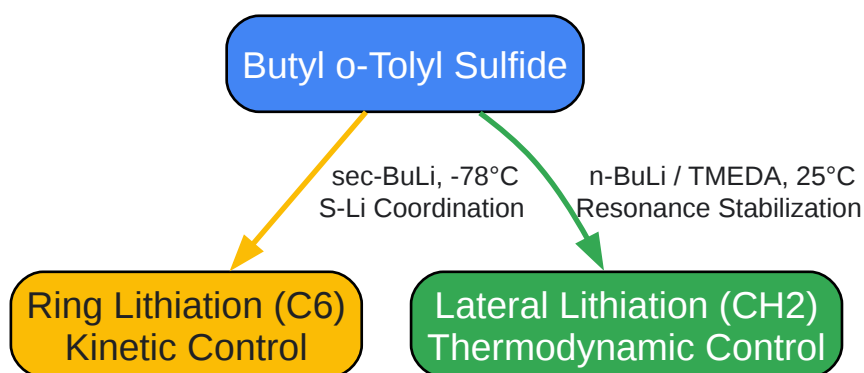 Butyl o-Tolyl Sulfide
sec-BuLi, -78°C
S-Li Coordination
n-BuLi / TMEDA, 25°C
Resonance Stabilization
Ring Lithiation (C6)
Kinetic Control
Lateral Lithiation (CH2)
Thermodynamic Control